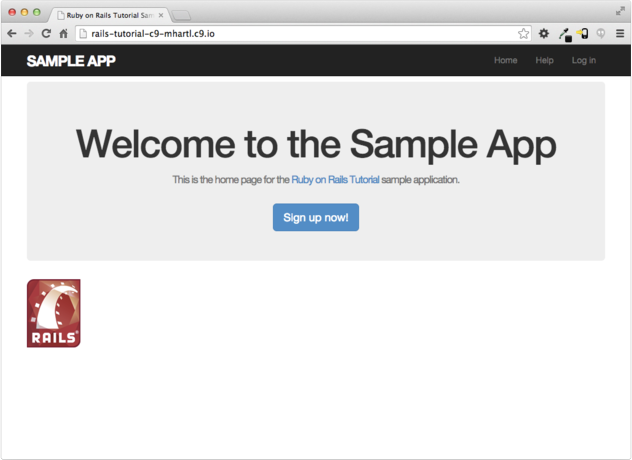 Ruby on Rails Tutorial Sam
rails-tutorial-c9-mhartl.c9.io
SAMPLE APP
Home Help Log in
Welcome to the Sample App
This is the home page for the Ruby on Rails Tutorial sample application.
Sign up now!
RAILS